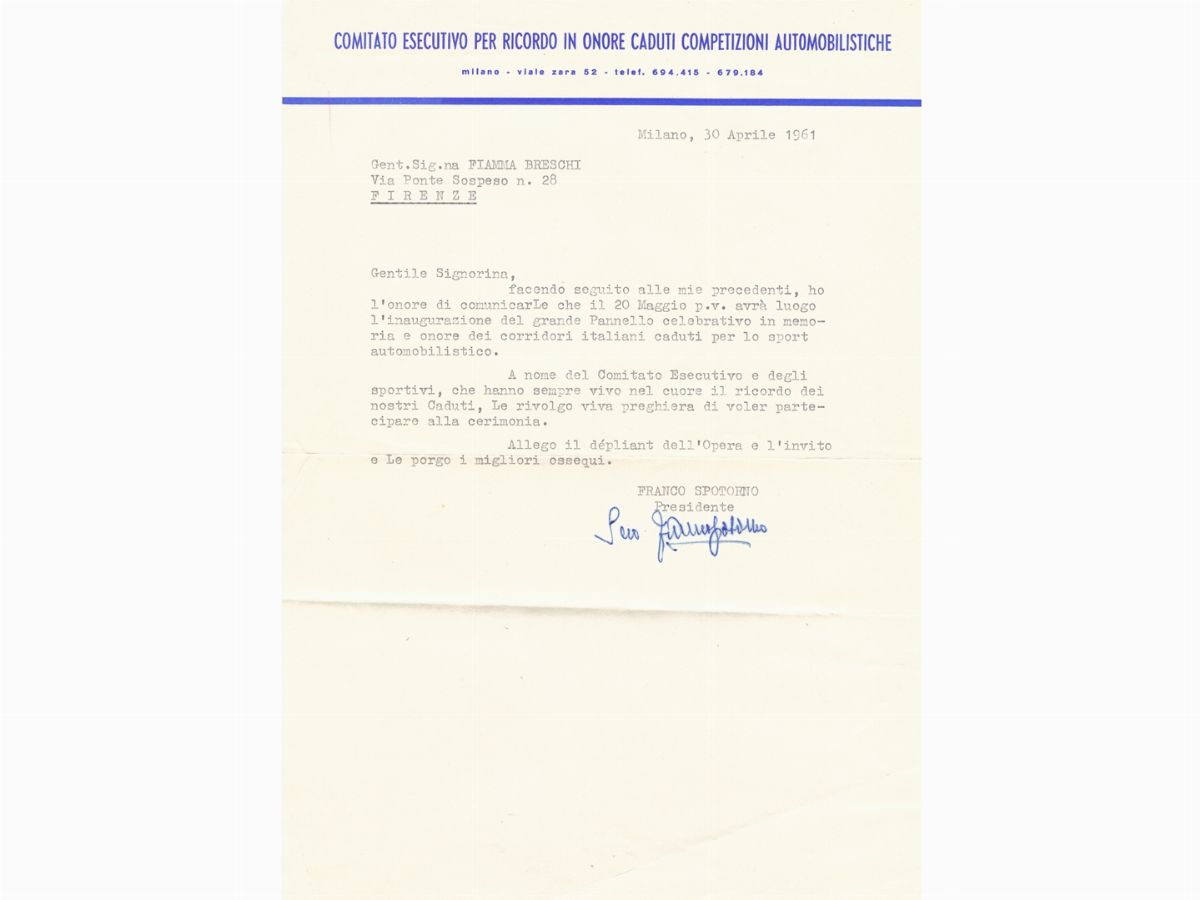 COMITATO ESECUTIVO PER RICORDO IN ONORE CADUTI COMPETIZIONI AUTOMOBILISTICHE
milano - viale zara 52 - telef. 694.415 - 679.184
Milano, 30 Aprile 1961
Gent.Sig.na FIAMMA BRESCHI
Via Ponte Sospeso n. 28
F I R E N Z E
Gentile Signorina,
facendo seguito alle mie precedenti, ho
l'onore di comunicarLe che il 20 Maggio p.v. avrà luogo
l'inaugurazione del grande Pannello celebrativo in memo-
ria e onore dei corridori italiani caduti per lo sport
automobilistico.
A nome del Comitato Esecutivo e degli
sportivi, che hanno sempre vivo nel cuore il ricordo dei
nostri Caduti, Le rivolgo viva preghiera di voler parte-
cipare alla cerimonia.
Allego il dépliant dell'Opera e l'invito
e Le porgo i migliori ossequi.
FRANCO SPOTORNO
Presidente